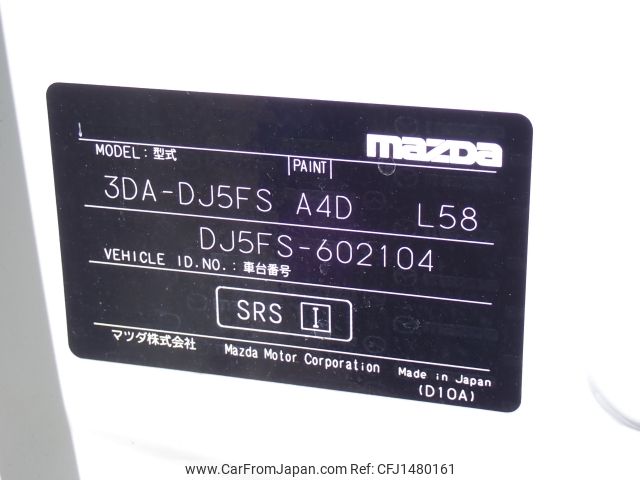 mazda
MODEL: 型式 PAINT
3DA-DJ5FS A4D L58
DJ5FS-602104
VEHICLE ID.NO.: 車台番号
SRS I
マツダ株式会社 Mazda Motor Corporation Made in Japan
(D10A)
www.CarFromJapan.com © CarFromJapan - CFJ1480161